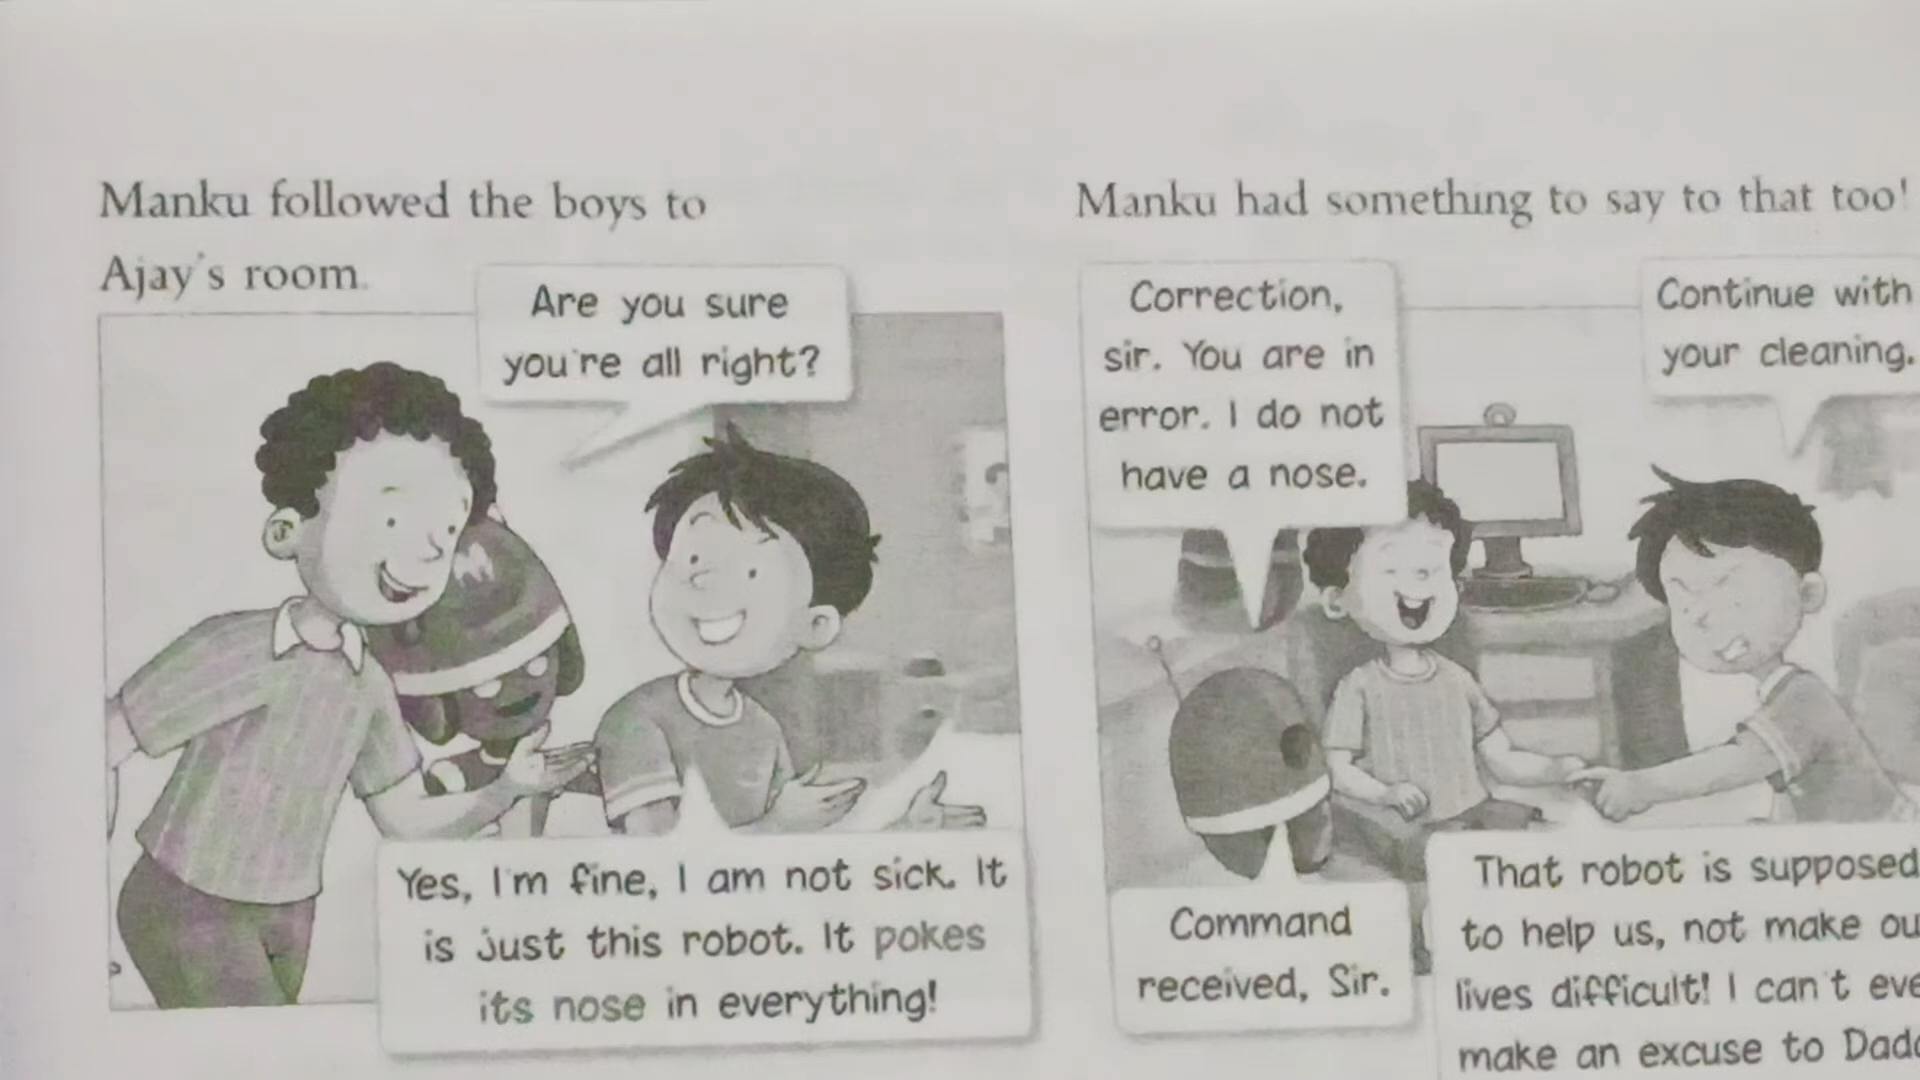 Manku followed the boys to
Ajay's room.
Are you sure
you're all right?
Yes, I'm fine, I am not sick. It
is just this robot. It pokes
its nose in everything!
Manku had something to say to that too!
Correction,
sir. You are in
error. I do not
have a nose.
Continue with
your cleaning.
Command
received, Sir.
That robot is supposed
to help us, not make
lives difficult! I can't
make an excuse to